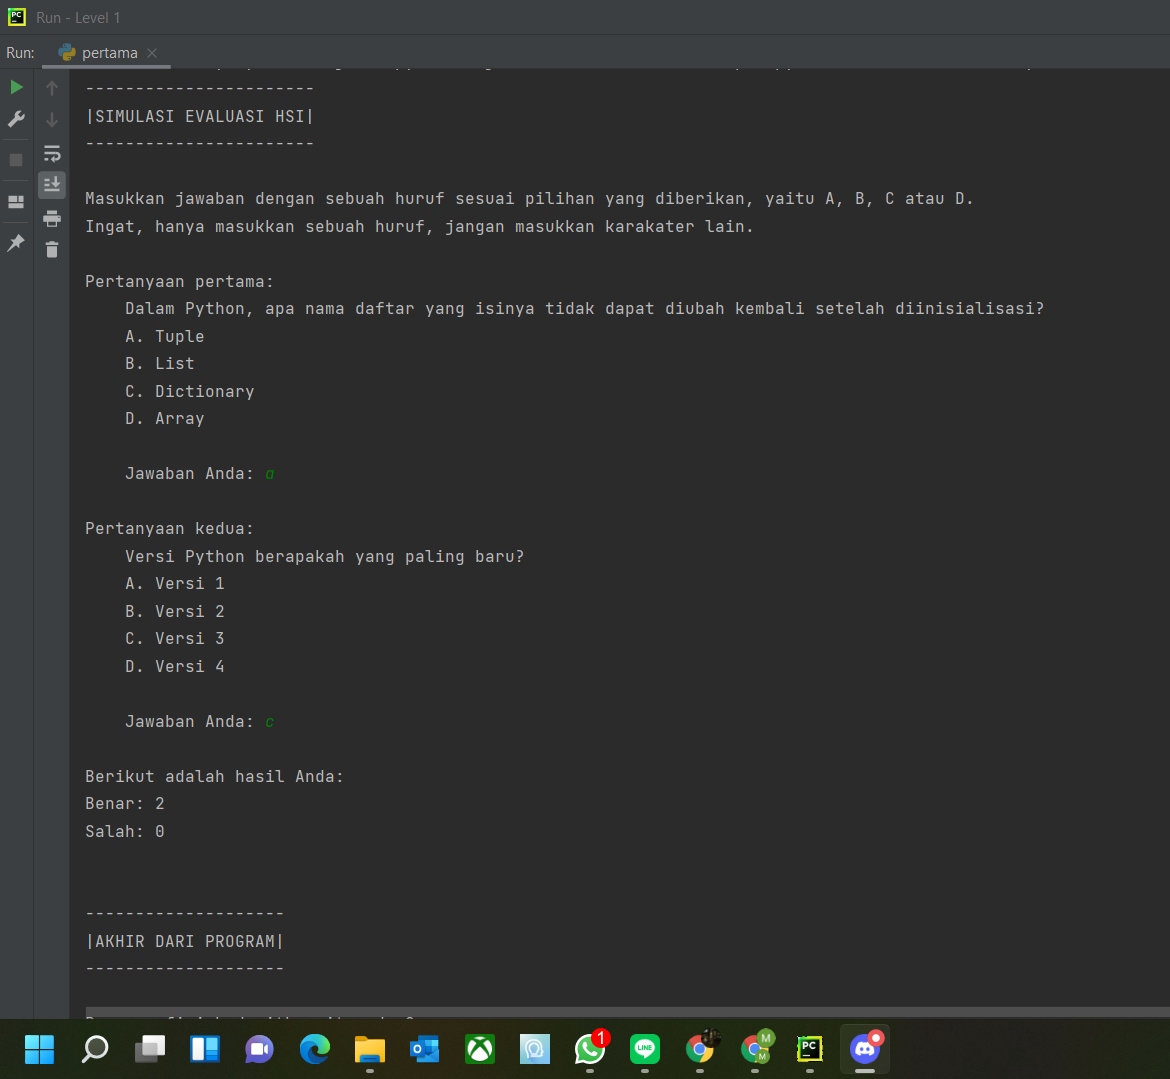 Run - Level 1
Run:
pertama
-----------------------
|SIMULASI EVALUASI HSI|
-----------------------
Masukkan jawaban dengan sebuah huruf sesuai pilihan yang diberikan, yaitu A, B, C atau D.
Ingat, hanya masukkan sebuah huruf, jangan masukkan karakater lain.
Pertanyaan pertama:
Dalam Python, apa nama daftar yang isinya tidak dapat diubah kembali setelah diinisialisasi?
A. Tuple
B. List
C. Dictionary
D. Array
Jawaban Anda: a
Pertanyaan kedua:
Versi Python berapakah yang paling baru?
A. Versi 1
B. Versi 2
C. Versi 3
D. Versi 4
Jawaban Anda: c
Berikut adalah hasil Anda:
Benar: 2
Salah: 0
--------------------
|AKHIR DARI PROGRAM|
--------------------